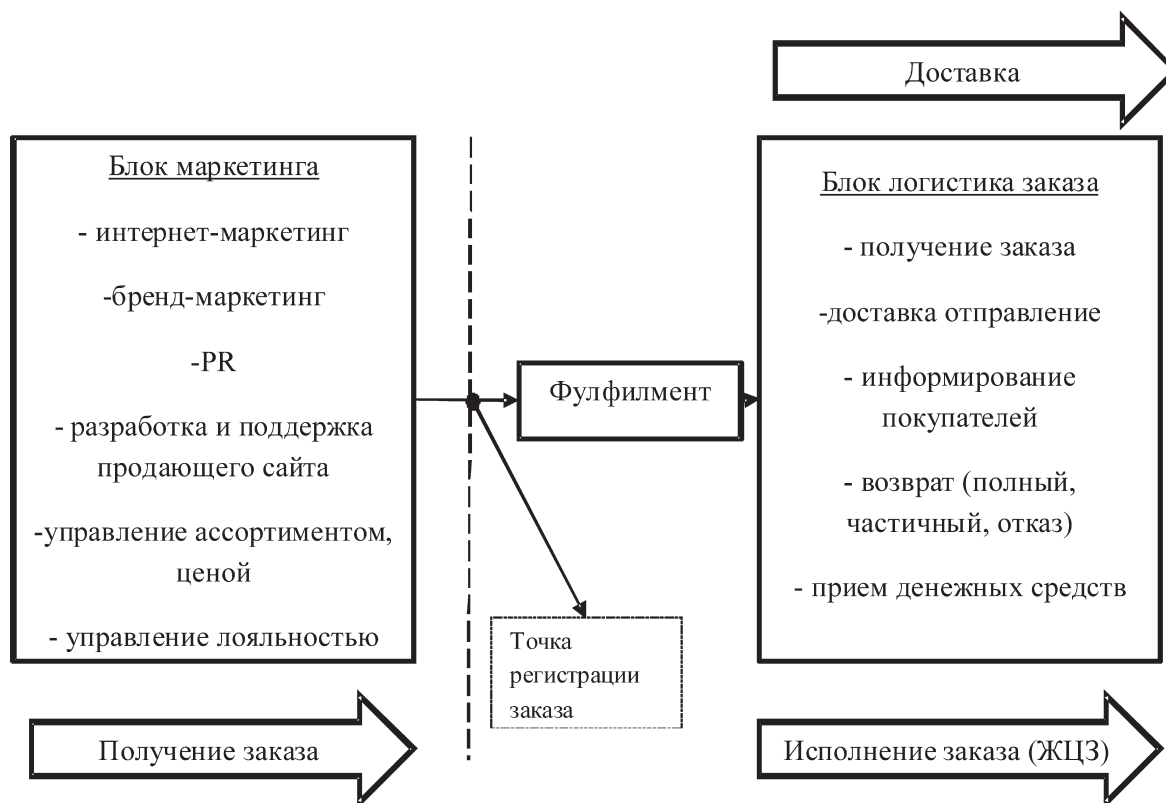 Доставка
Блок маркетинга
- интернет-маркетинг
-бренд-маркетинг
-PR
- разработка и поддержка
продающего сайта
-управление ассортиментом,
ценой
- управление лояльностью
Фулфилмент
Точка
регистрации
заказа
Блок логистика заказа
- получение заказа
-доставка отправление
- информирование
покупателей
- возврат (полный,
частичный, отказ)
- прием денежных средств
Получение заказа
Исполнение заказа (ЖЦЗ)